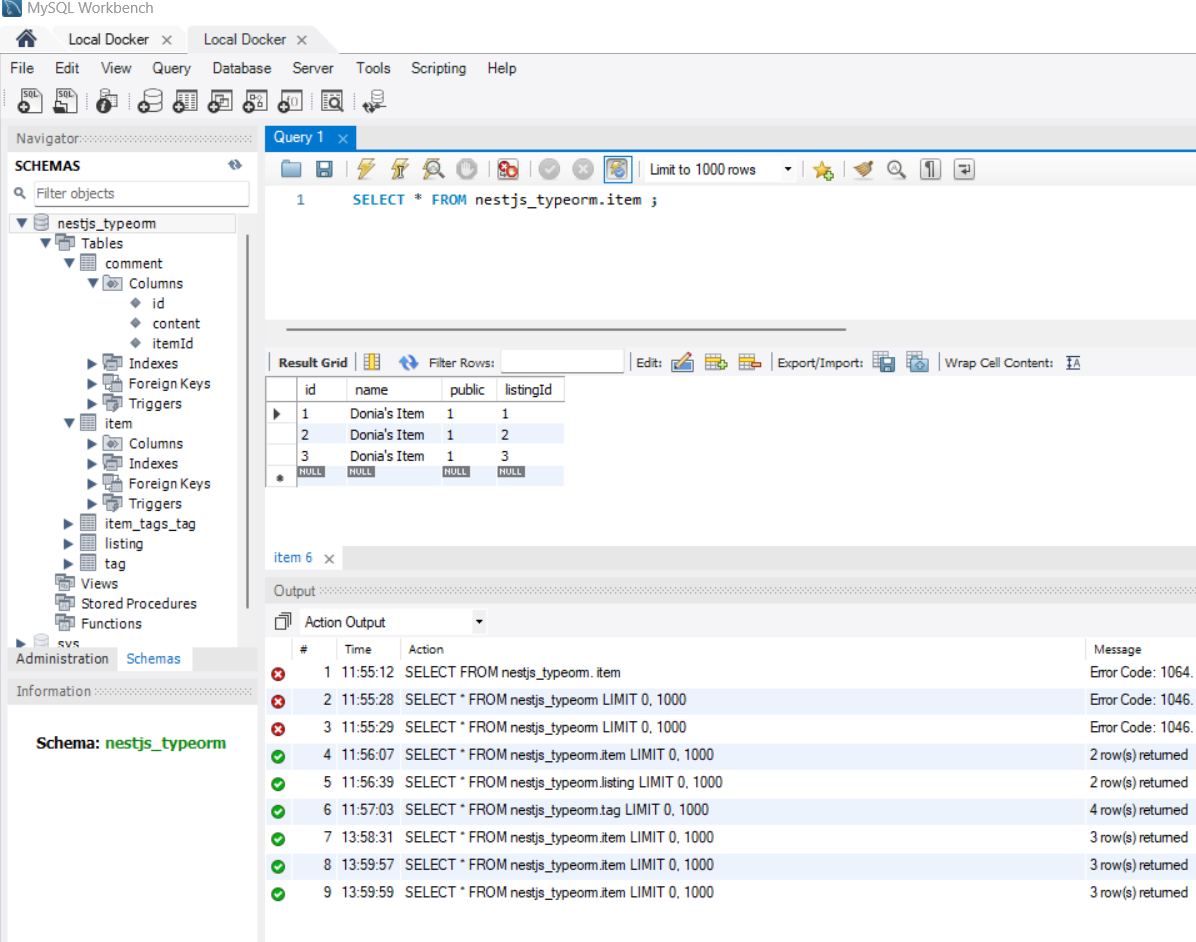 MySQL Workbench
Local Docker
Local Docker
File Edit View Query Database Server Tools Scripting Help
Navigator
SCHEMAS
Filter objects
nestjs_typeorm
Tables
comment
Columns
id
content
itemId
Indexes
Foreign Keys
Triggers
item
Columns
Indexes
Foreign Keys
Triggers
item_tags_tag
listing
tag
Views
Stored Procedures
Functions
sys
Administration Schemas
Information
Schema: nestjs_typeorm
Query 1
Limit to 1000 rows
1 SELECT * FROM nestjs_typeorm.item ;
Result Grid Filter Rows: Edit: Export/Import: Wrap Cell Content:
id name public listingId
1 Donia's Item 1 1
2 Donia's Item 1 2
3 Donia's Item 1 3
NULL NULL NULL NULL
item 6
Output
Action Output
# Time Action Message
1 11:55:12 SELECT FROM nestjs_typeorm. item Error Code: 1064.
2 11:55:28 SELECT * FROM nestjs_typeorm LIMIT 0, 1000 Error Code: 1046.
3 11:55:29 SELECT * FROM nestjs_typeorm LIMIT 0, 1000 Error Code: 1046.
4 11:56:07 SELECT * FROM nestjs_typeorm.item LIMIT 0, 1000 2 row(s) returned
5 11:56:39 SELECT * FROM nestjs_typeorm.listing LIMIT 0, 1000 2 row(s) returned
6 11:57:03 SELECT * FROM nestjs_typeorm.tag LIMIT 0, 1000 4 row(s) returned
7 13:58:31 SELECT * FROM nestjs_typeorm.item LIMIT 0, 1000 3 row(s) returned
8 13:59:57 SELECT * FROM nestjs_typeorm.item LIMIT 0, 1000 3 row(s) returned
9 13:59:59 SELECT * FROM nestjs_typeorm.item LIMIT 0, 1000 3 row(s) returned